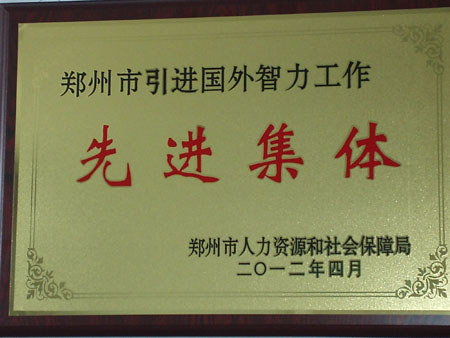 郑州市引进国外智力工作
先进集体
郑州市人力资源和社会保障局
二〇一二年四月